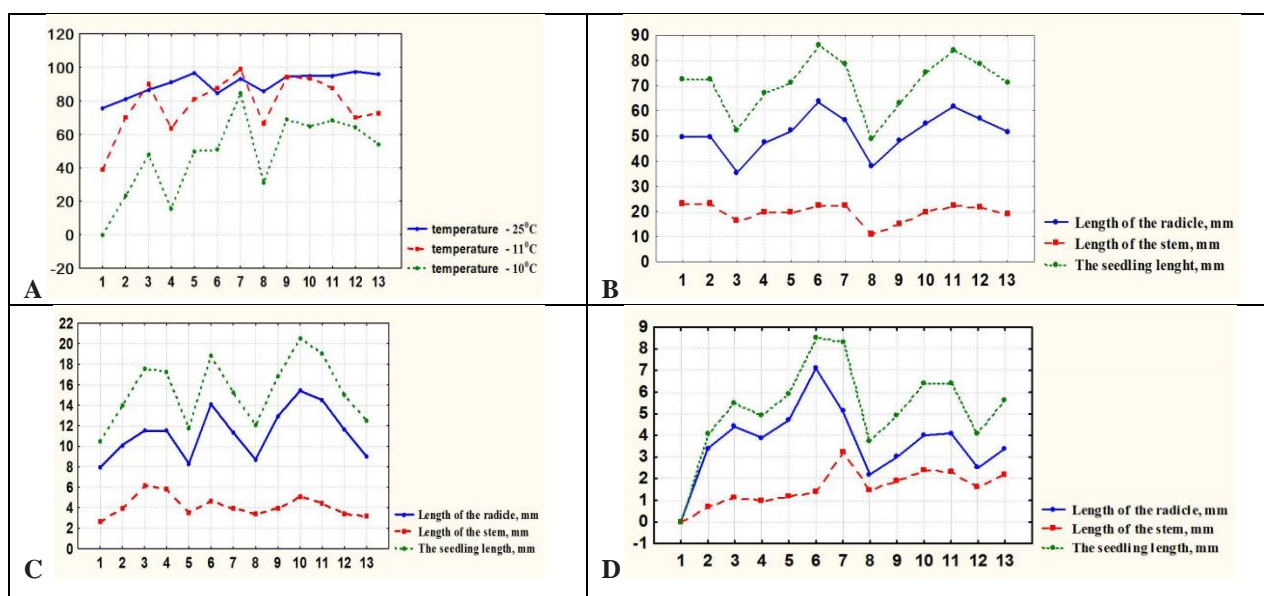 120
100
80
60
40
20
0
-20
1 2 3 4 5 6 7 8 9 10 11 12 13
temperature - 25⁰C
temperature - 11⁰C
temperature - 10⁰C
A
90
80
70
60
50
40
30
20
10
0
1 2 3 4 5 6 7 8 9 10 11 12 13
Length of the radicle, mm
Length of the stem, mm
The seedling lenght, mm
B
22
20
18
16
14
12
10
8
6
4
2
0
1 2 3 4 5 6 7 8 9 10 11 12 13
Length of the radicle, mm
Length of the stem, mm
The seedling length, mm
C
9
8
7
6
5
4
3
2
1
0
-1
1 2 3 4 5 6 7 8 9 10 11 12 13
Length of the radicle, mm
Length of the stem, mm
The seedling length, mm
D